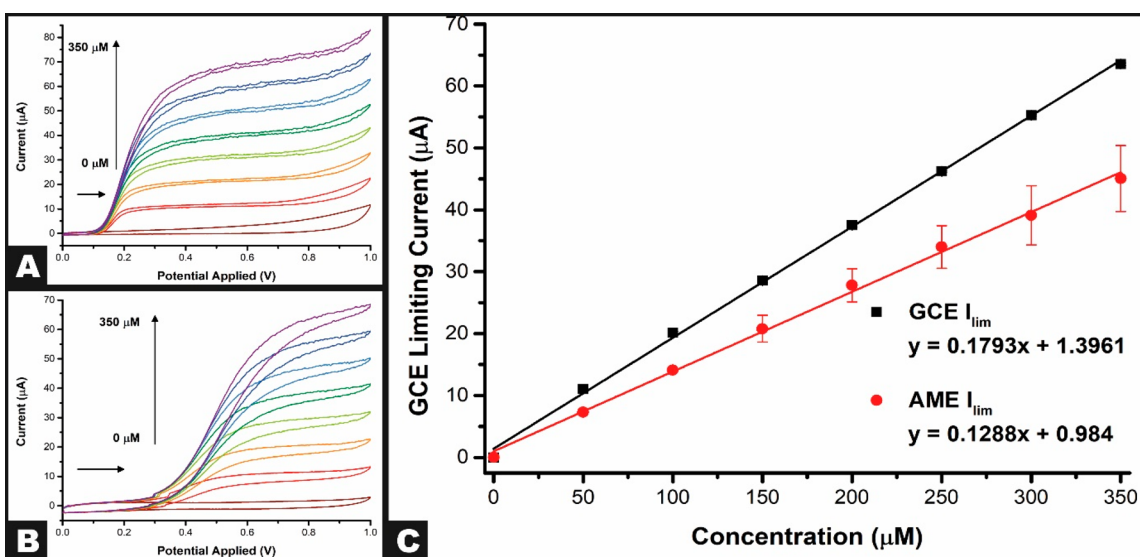 80
70
60
50
40
30
20
10
0
350 µM
0 µM
Current (µA)
0.0 0.2 0.4 0.6 0.8 1.0
Potential Applied (V)
A
70
60
50
40
30
20
10
0
350 µM
0 µM
Current (µA)
0.0 0.2 0.4 0.6 0.8 1.0
Potential Applied (V)
B
70
60
50
40
30
20
10
0
GCE Limiting Current (µA)
GCE Ilim
y = 0.1793x + 1.3961
AME Ilim
y = 0.1288x + 0.984
0 50 100 150 200 250 300 350
Concentration (µM)
C